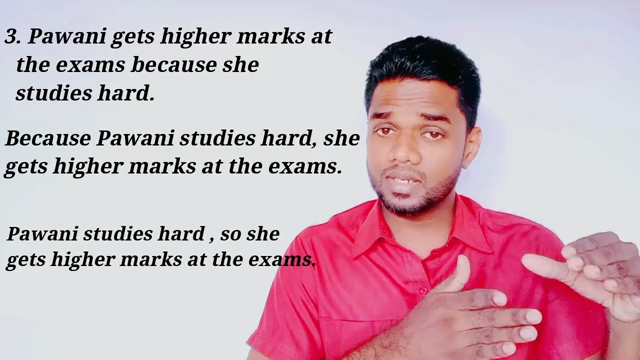 3. Pawani gets higher marks at
the exams because she
studies hard.
Because Pawani studies hard, she
gets higher marks at the exams.
Pawani studies hard , so she
gets higher marks at the exams.